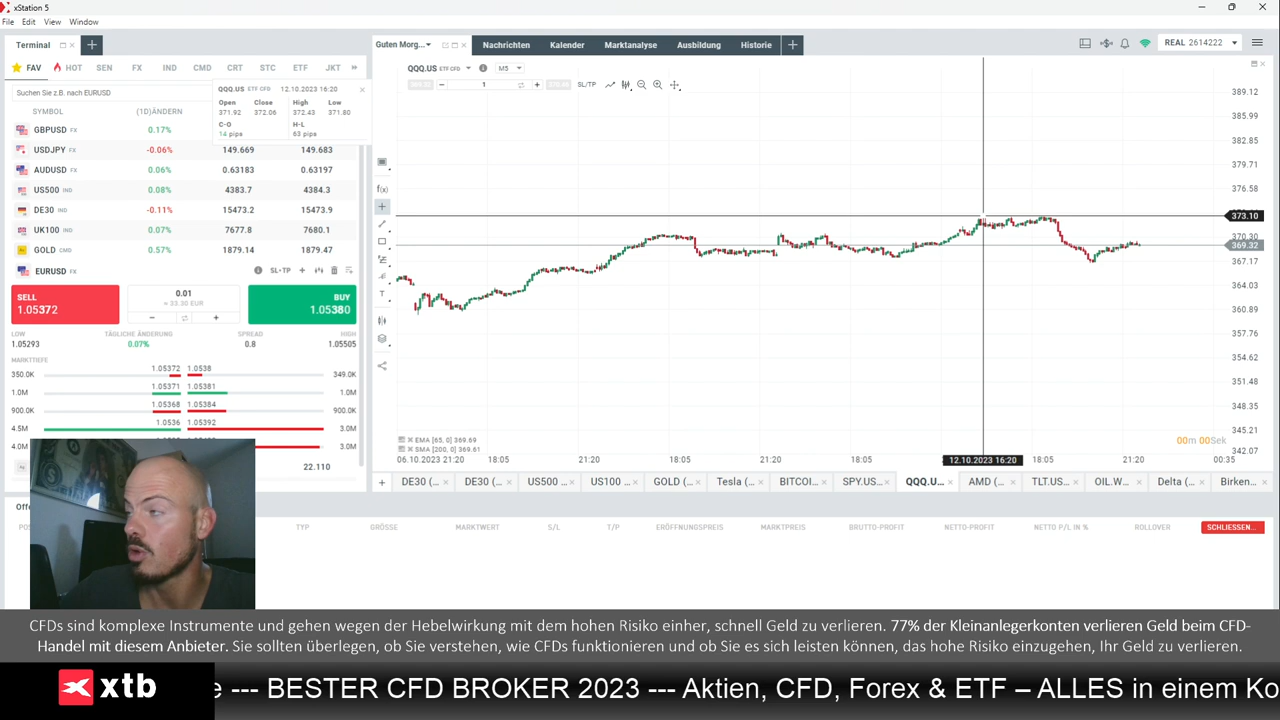 xStation 5
File Edit View Window
Terminal
FAV HOT SEN FX IND CMD CRT STC ETF JKT
Suchen Sie z.B. nach EURUSD
SYMBOL (1D)ÄNDERN
GBPUSD FX 0.17%
USDJPY FX -0.06% 149.669 149.683
AUDUSD FX 0.06% 0.63183 0.63197
US500 IND 0.08% 4383.7 4384.3
DE30 IND -0.11% 15473.2 15473.9
UK100 IND 0.07% 7677.8 7680.1
GOLD CMD 0.57% 1879.14 1879.47
EURUSD FX SL+TP
SELL 1.05372
0.01
≈ 33.30 EUR
BUY 1.05380
LOW TÄGLICHE ÄNDERUNG SPREAD HIGH
1.05293 0.07% 0.8 1.05505
MARKTTIEFE
350.0K 1.05372 1.0538 349.0K
1.0M 1.05371 1.05381 1.0M
900.0K 1.05368 1.05384 900.0K
4.5M 1.0536 1.05392 3.0M
4.0M 3.0M
22.110
QQQ.US ETF CFD 12.10.2023 16:20
Open Close High Low
371.92 372.06 372.43 371.80
C-O H-L
14 pips 63 pips
Guten Morg... Nachrichten Kalender Marktanalyse Ausbildung Historie
REAL 2614222
QQQ.US ETF CFD M5
1 SL/TP
f(x)
T
389.12
385.99
382.85
379.71
376.58
373.10
370.30
369.32
367.17
364.03
360.89
357.76
354.62
351.48
348.35
345.21
342.07
00m 00Sek
EMA [65, 0] 369.69
SMA [200, 0] 369.61
06.10.2023 21:20 18:05 21:20 18:05 21:20 18:05 12.10.2023 16:20 18:05 21:20 00:35
DE30 (... DE30 (... US500 ... US100 ... GOLD (... Tesla (... BITCOI... SPY.US... QQQ.U... AMD (... TLT.US... OIL.W... Delta (... Birken...
TYP GRÖSSE MARKTWERT S/L T/P ERÖFFNUNGSPREIS MARKTPREIS BRUTTO-PROFIT NETTO-PROFIT NETTO P/L IN % ROLLOVER SCHLIESSEN...
CFDs sind komplexe Instrumente und gehen wegen der Hebelwirkung mit dem hohen Risiko einher, schnell Geld zu verlieren. 77% der Kleinanlegerkonten verlieren Geld beim CFD-
Handel mit diesem Anbieter. Sie sollten überlegen, ob Sie verstehen, wie CFDs funktionieren und ob Sie es sich leisten können, das hohe Risiko einzugehen, Ihr Geld zu verlieren.
xtb
e --- BESTER CFD BROKER 2023 --- Aktien, CFD, Forex & ETF – ALLES in einem Ko